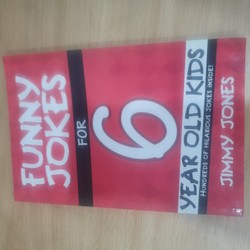 FUNNY
JOKES
FOR
6
YEAR OLD KIDS
HUNDREDS OF HILARIOUS JOKES INSIDE!
JIMMY JONES